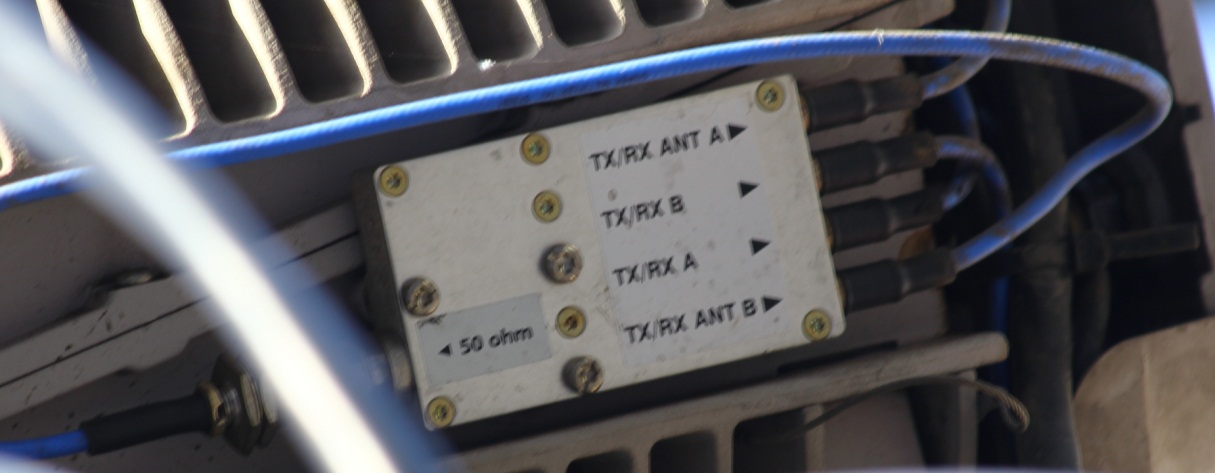 TX/RX ANT A ▶
TX/RX B ▶
TX/RX A ▶
TX/RX ANT B ▶
◀ 50 ohm